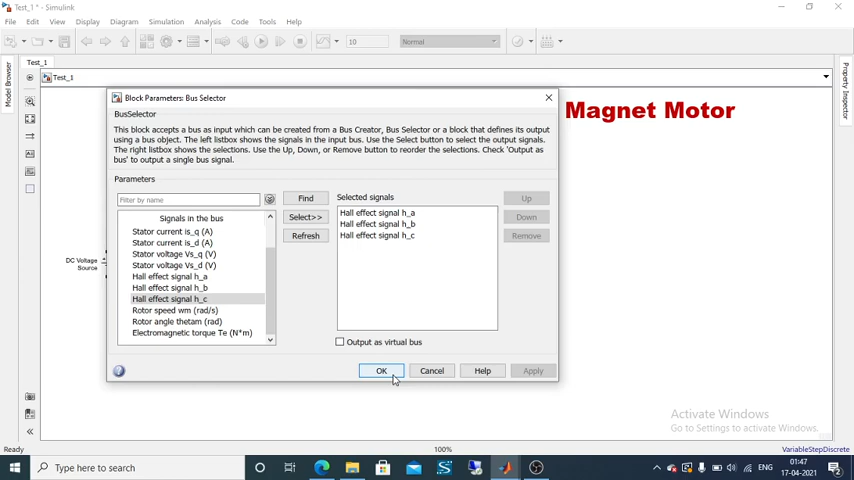 Test_1 * - Simulink
File Edit View Display Diagram Simulation Analysis Code Tools Help
10
Normal
Test_1
Test_1
Model Browser
Property Inspector
Magnet Motor
Block Parameters: Bus Selector
BusSelector
This block accepts a bus as input which can be created from a Bus Creator, Bus Selector or a block that defines its output
using a bus object. The left listbox shows the signals in the input bus. Use the Select button to select the output signals.
The right listbox shows the selections. Use the Up, Down, or Remove button to reorder the selections. Check 'Output as
bus' to output a single bus signal.
Parameters
Filter by name
Find
Select>>
Refresh
Signals in the bus
Stator current is_q (A)
Stator current is_d (A)
Stator voltage Vs_q (V)
Stator voltage Vs_d (V)
Hall effect signal h_a
Hall effect signal h_b
Hall effect signal h_c
Rotor speed wm (rad/s)
Rotor angle thetam (rad)
Electromagnetic torque Te (N*m)
Selected signals
Hall effect signal h_a
Hall effect signal h_b
Hall effect signal h_c
Up
Down
Remove
Output as virtual bus
OK Cancel Help Apply
DC Voltage
Source
Activate Windows
Go to Settings to activate Windows.
Ready 100% VariableStepDiscrete
Type here to search
ENG
01:47
17-04-2021
2